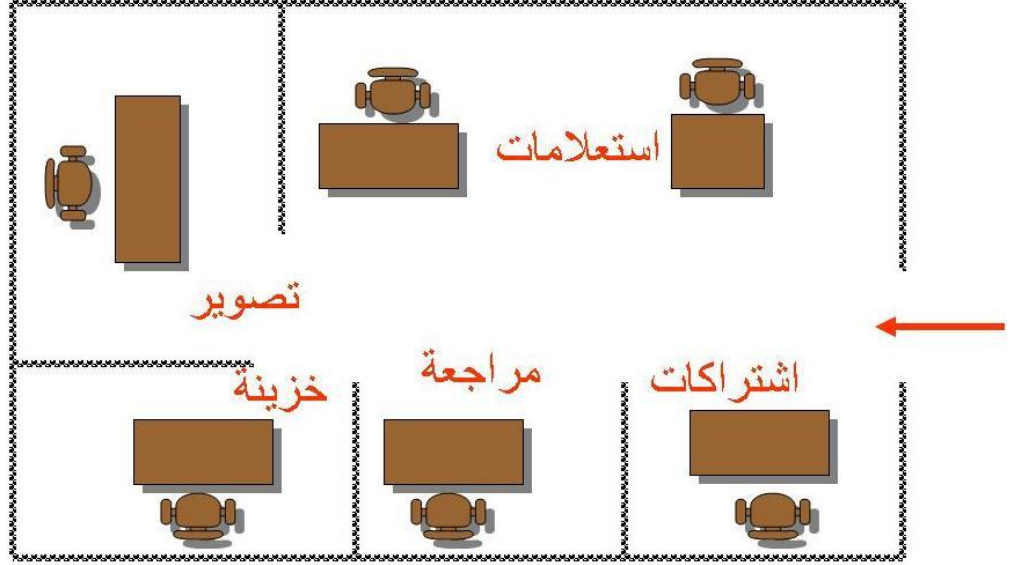 استعلامات
تصوير
اشتراكات
مراجعة
خزينة